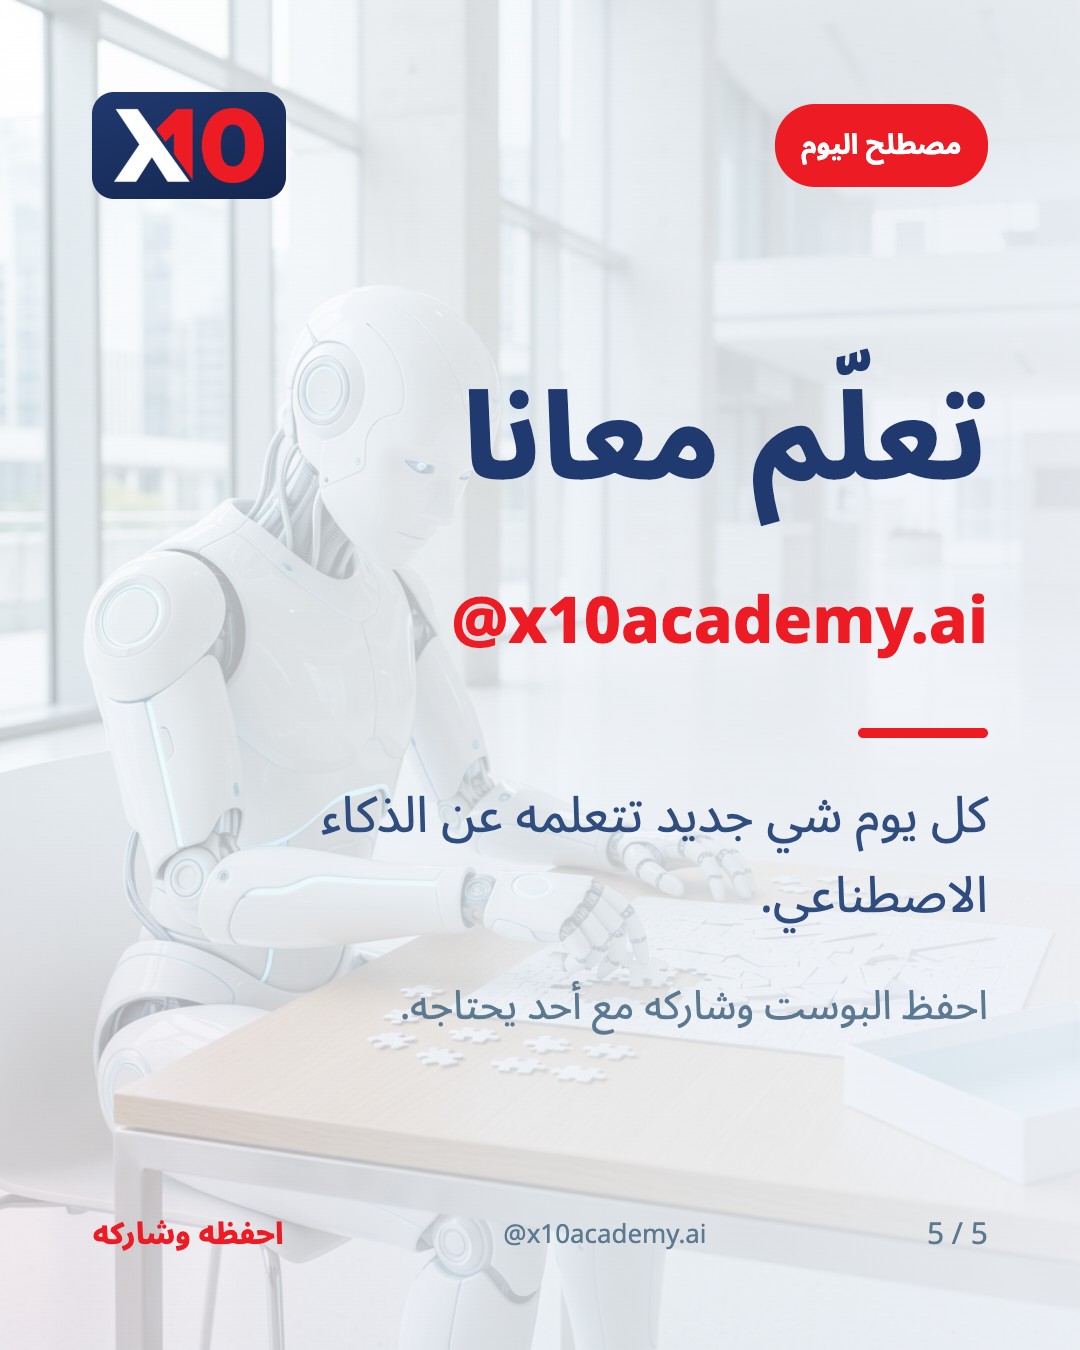 X10
مصطلح اليوم
تعلّم معانا
@x10academy.ai
كل يوم شي جديد تتعلمه عن الذكاء
الاصطناعي.
احفظ البوست وشاركه مع أحد يحتاجه.
احفظه وشاركه
@x10academy.ai
5 / 5